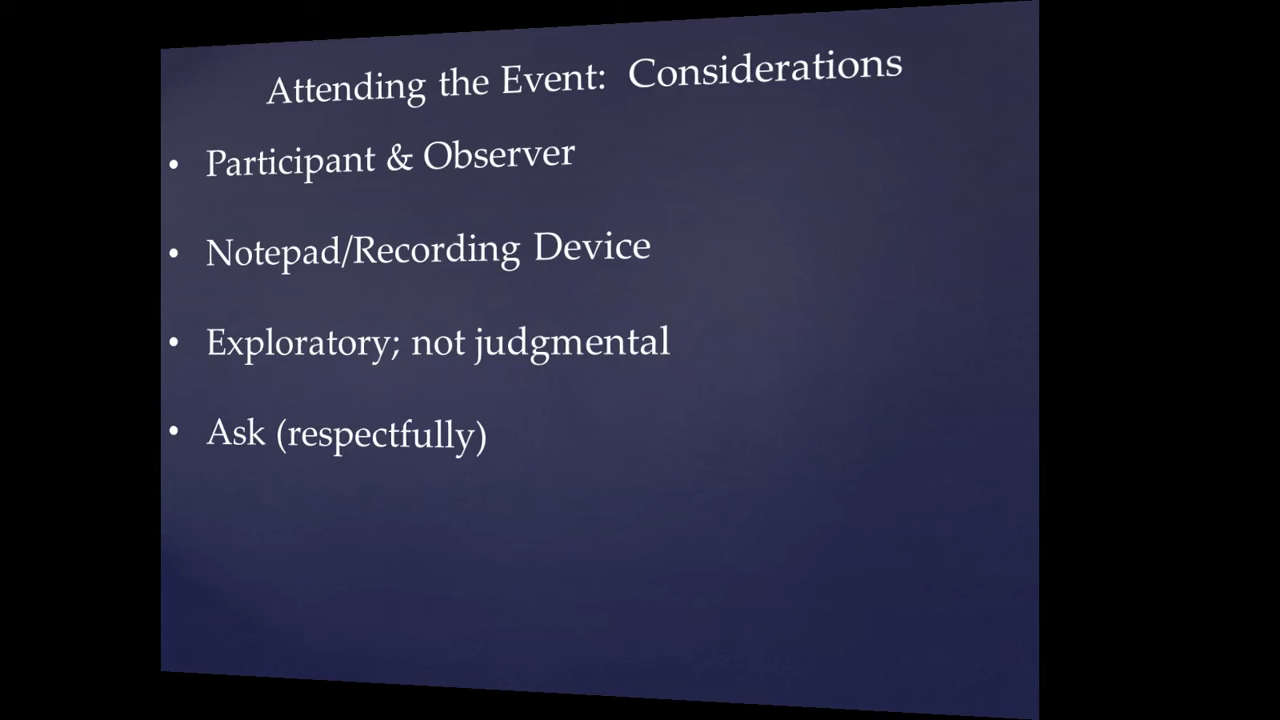 Attending the Event: Considerations
• Participant & Observer
• Notepad/Recording Device
• Exploratory; not judgmental
• Ask (respectfully)